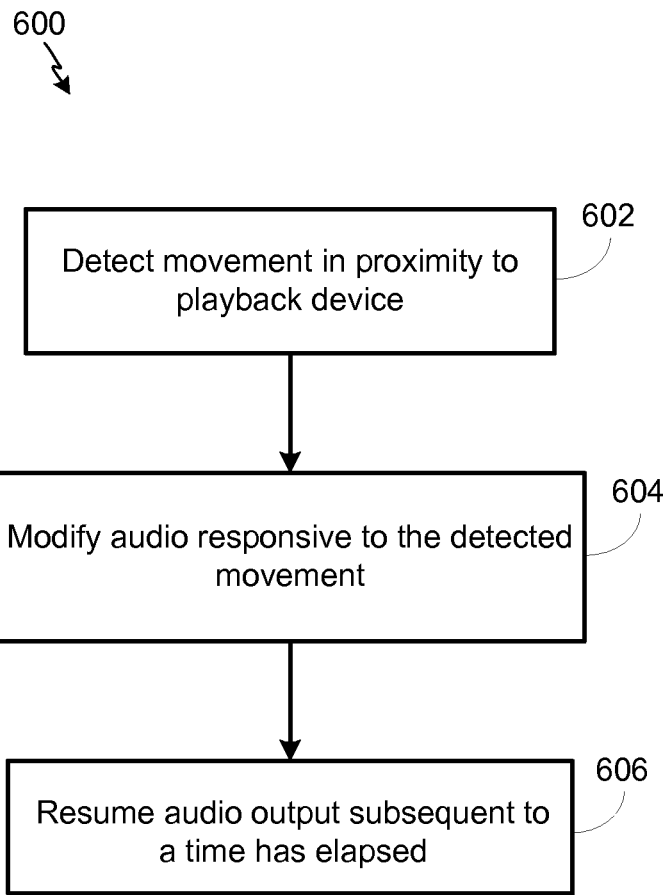 600
602
Detect movement in proximity to
playback device
604
Modify audio responsive to the detected
movement
606
Resume audio output subsequent to
a time has elapsed